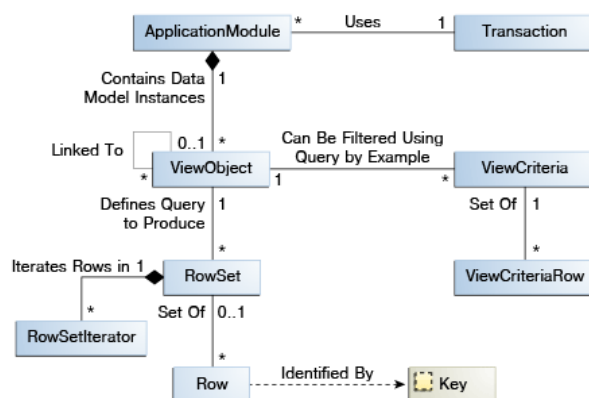 ApplicationModule
* Uses 1
Transaction
Contains Data
Model Instances
1
Linked To
0..1
*
*
ViewObject
Can Be Filtered Using
Query by Example
1
*
ViewCriteria
Defines Query
to Produce
1
*
Set Of
1
*
Iterates Rows in 1
RowSet
ViewCriteriaRow
*
RowSetIterator
Set Of
0..1
*
Row
Identified By
Key